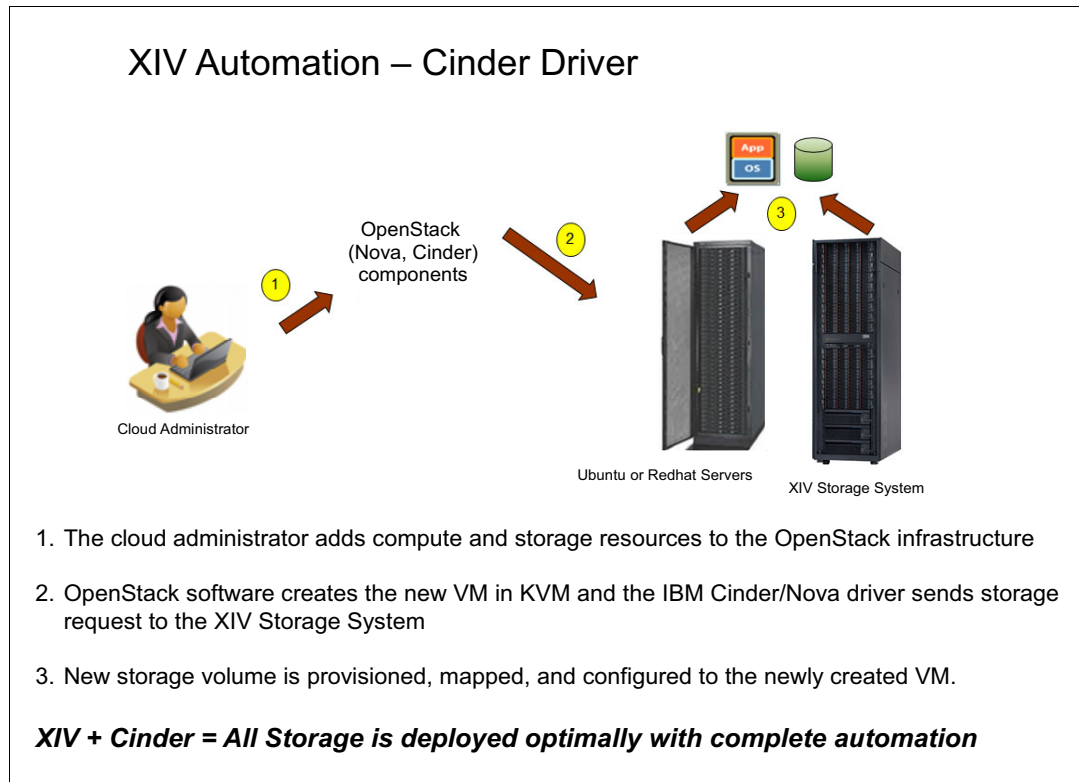 XIV Automation – Cinder Driver
App
OS
3
OpenStack
(Nova, Cinder)
components
2
1
Cloud Administrator
Ubuntu or Redhat Servers
XIV Storage System
1. The cloud administrator adds compute and storage resources to the OpenStack infrastructure
2. OpenStack software creates the new VM in KVM and the IBM Cinder/Nova driver sends storage
request to the XIV Storage System
3. New storage volume is provisioned, mapped, and configured to the newly created VM.
XIV + Cinder = All Storage is deployed optimally with complete automation